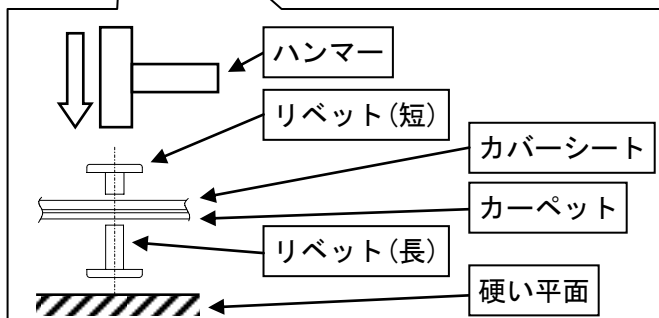 ハンマー
リベット(短)
カバーシート
カーペット
リベット(長)
硬い平面